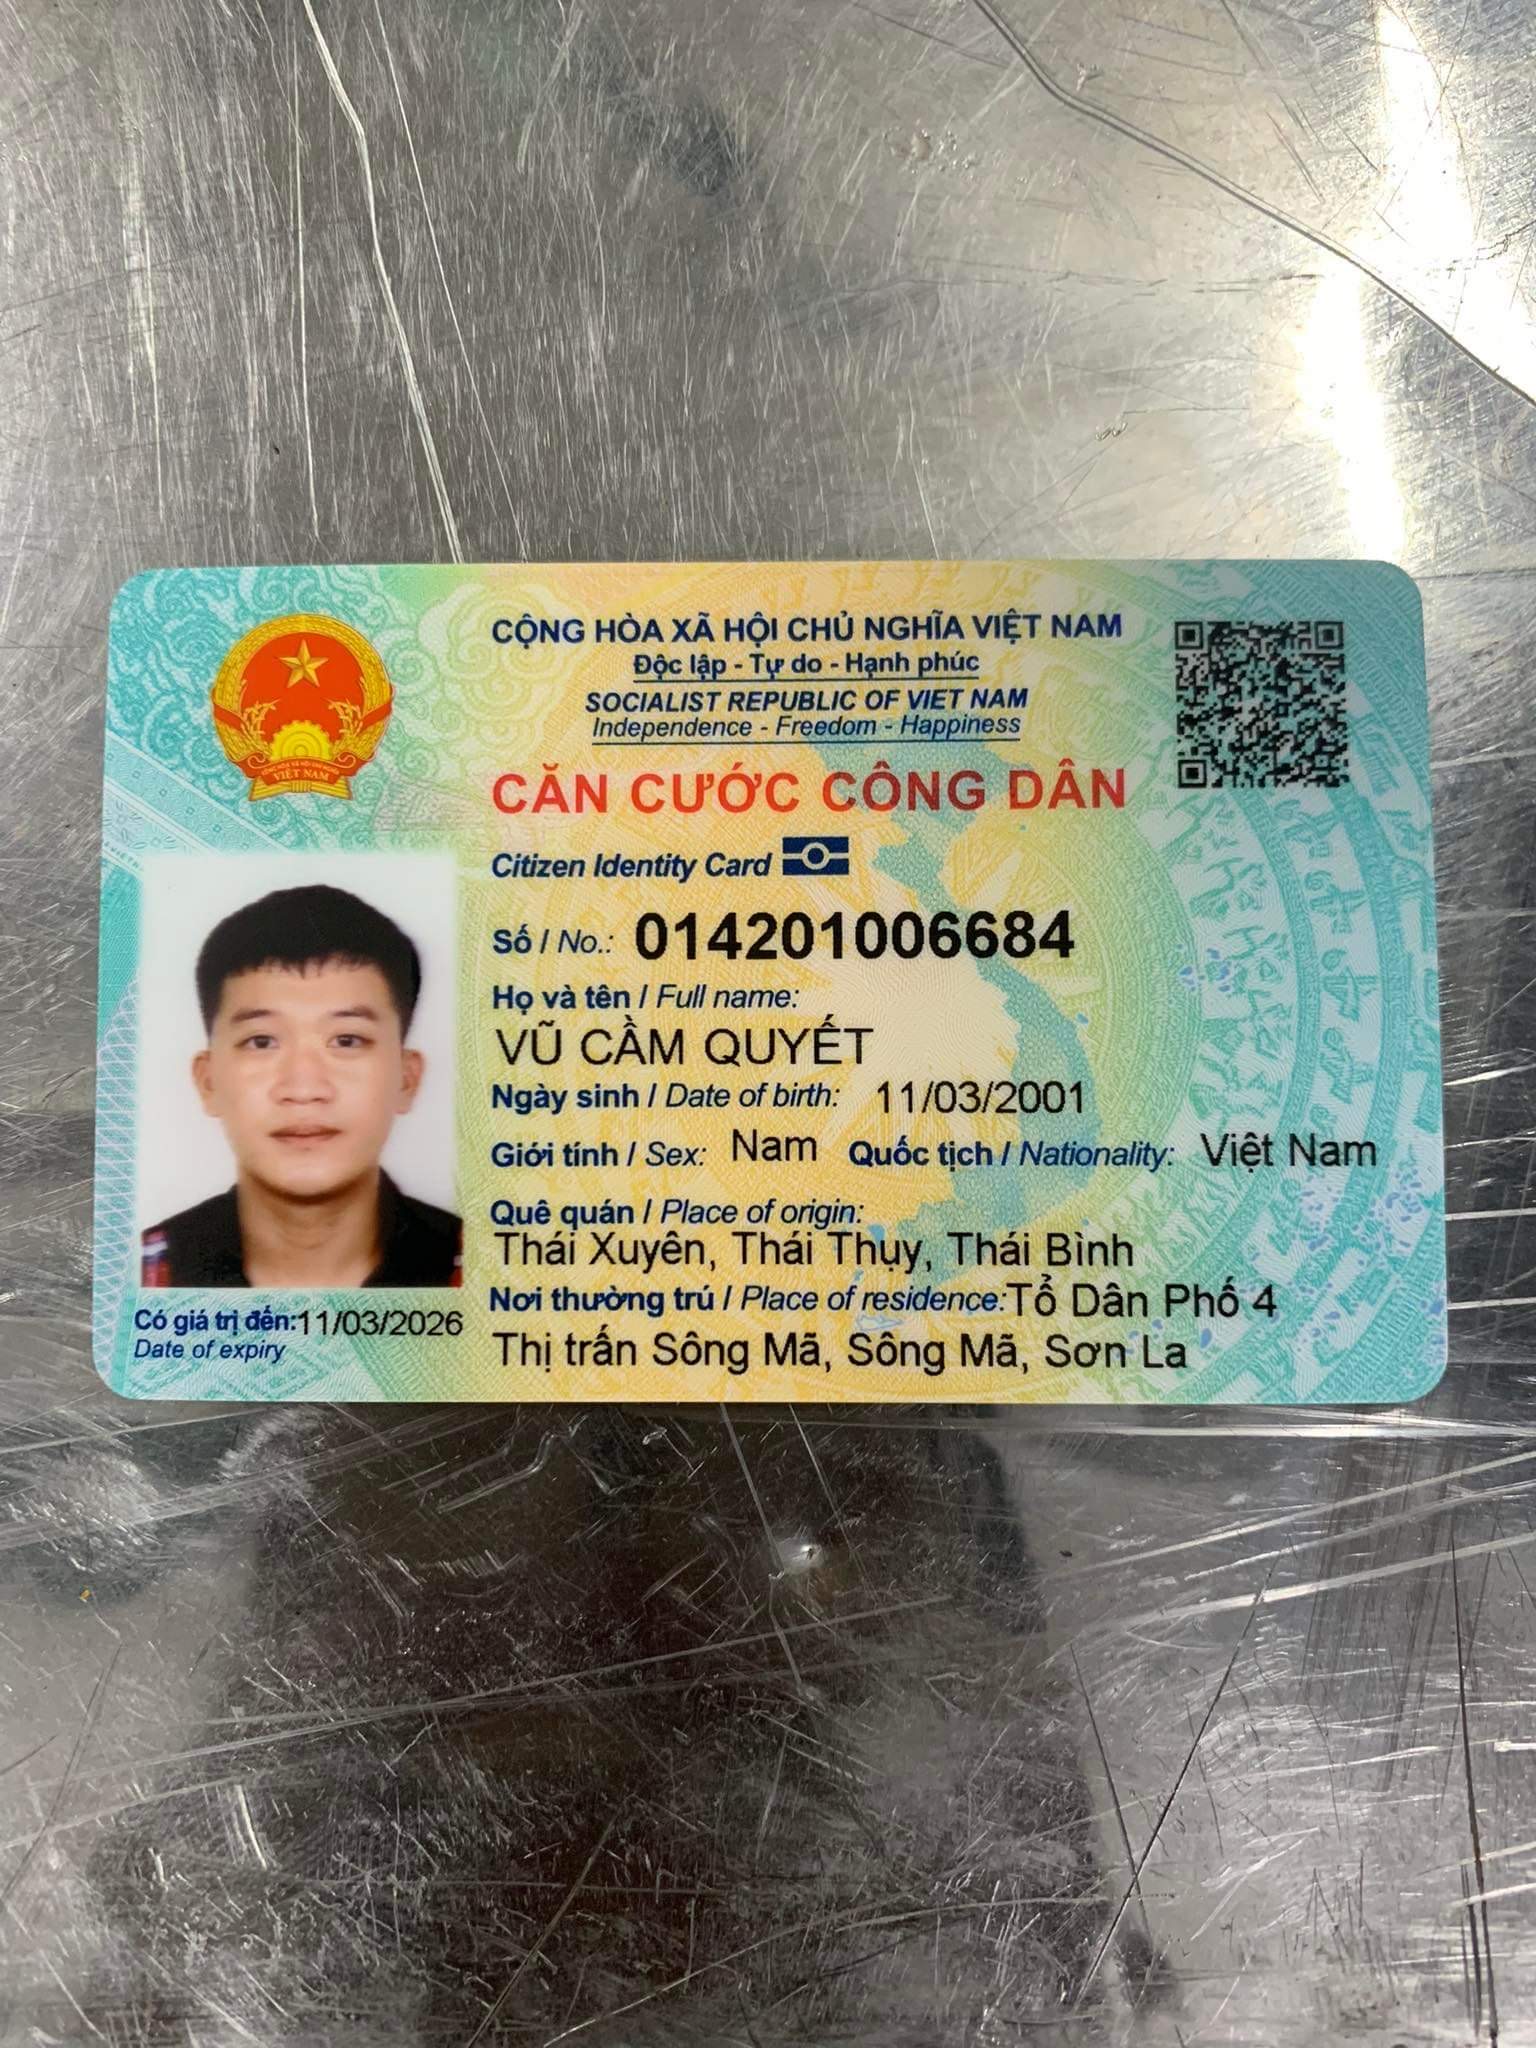 CỘNG HÒA XÃ HỘI CHỦ NGHĨA VIỆT NAM
Độc lập - Tự do - Hạnh phúc
SOCIALIST REPUBLIC OF VIET NAM
Independence - Freedom - Happiness
CĂN CƯỚC CÔNG DÂN
Citizen Identity Card
Số / No.: 014201006684
Họ và tên / Full name:
VŨ CẦM QUYẾT
Ngày sinh / Date of birth: 11/03/2001
Giới tính / Sex: Nam Quốc tịch / Nationality: Việt Nam
Quê quán / Place of origin:
Thái Xuyên, Thái Thụy, Thái Bình
Nơi thường trú / Place of residence: Tổ Dân Phố 4
Thị trấn Sông Mã, Sông Mã, Sơn La
Có giá trị đến: 11/03/2026
Date of expiry
VIỆT NAM